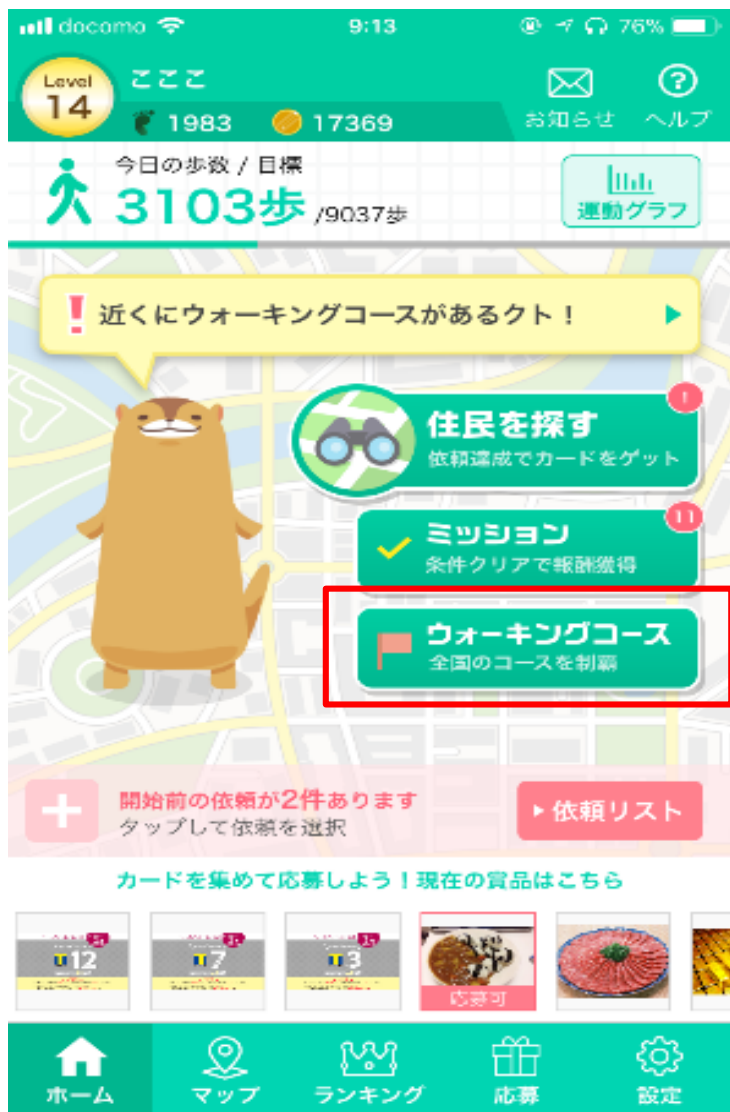 docomo 9:13 76%
Level
14
こここ
1983 17369
お知らせ ヘルプ
今日の歩数 / 目標
3103歩 /9037歩
運動グラフ
近くにウォーキングコースがあるクト！
住民を探す
依頼達成でカードをゲット
!
ミッション
条件クリアで報酬獲得
11
ウォーキングコース
全国のコースを制覇
開始前の依頼が2件あります
タップして依頼を選択
依頼リスト
カードを集めて応募しよう！現在の賞品はこちら
12
7
3
応募可
ホーム マップ ランキング 応募 設定